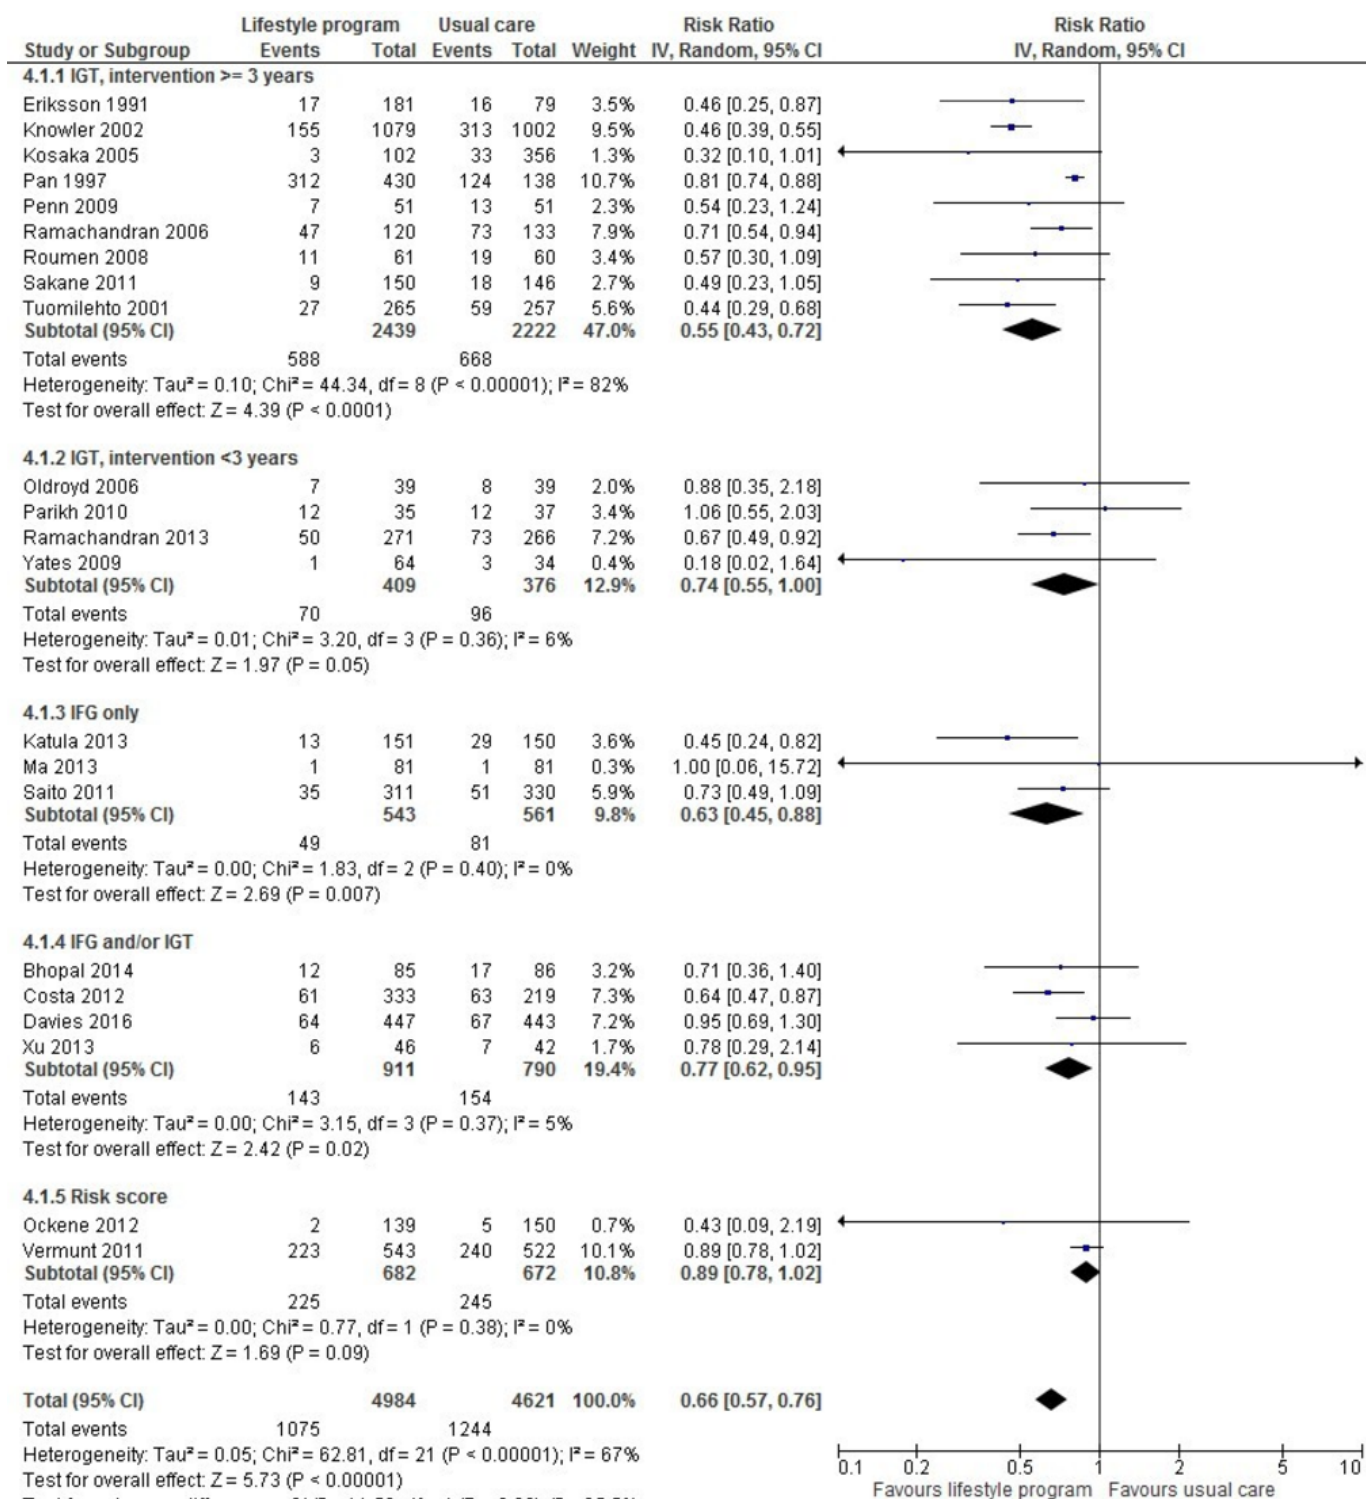 Lifestyle program Usual care Risk Ratio Risk Ratio
Study or Subgroup Events Total Events Total Weight IV, Random, 95% CI IV, Random, 95% CI
4.1.1 IGT, intervention >= 3 years
Eriksson 1991 17 181 16 79 3.5% 0.46 [0.25, 0.87]
Knowler 2002 155 1079 313 1002 9.5% 0.46 [0.39, 0.55]
Kosaka 2005 3 102 33 356 1.3% 0.32 [0.10, 1.01]
Pan 1997 312 430 124 138 10.7% 0.81 [0.74, 0.88]
Penn 2009 7 51 13 51 2.3% 0.54 [0.23, 1.24]
Ramachandran 2006 47 120 73 133 7.9% 0.71 [0.54, 0.94]
Roumen 2008 11 61 19 60 3.4% 0.57 [0.30, 1.09]
Sakane 2011 9 150 18 146 2.7% 0.49 [0.23, 1.05]
Tuomilehto 2001 27 265 59 257 5.6% 0.44 [0.29, 0.68]
Subtotal (95% CI) 2439 2222 47.0% 0.55 [0.43, 0.72]
Total events 588 668
Heterogeneity: Tau² = 0.10; Chi² = 44.34, df = 8 (P < 0.00001); I² = 82%
Test for overall effect: Z = 4.39 (P < 0.0001)
4.1.2 IGT, intervention <3 years
Oldroyd 2006 7 39 8 39 2.0% 0.88 [0.35, 2.18]
Parikh 2010 12 35 12 37 3.4% 1.06 [0.55, 2.03]
Ramachandran 2013 50 271 73 266 7.2% 0.67 [0.49, 0.92]
Yates 2009 1 64 3 34 0.4% 0.18 [0.02, 1.64]
Subtotal (95% CI) 409 376 12.9% 0.74 [0.55, 1.00]
Total events 70 96
Heterogeneity: Tau² = 0.01; Chi² = 3.20, df = 3 (P = 0.36); I² = 6%
Test for overall effect: Z = 1.97 (P = 0.05)
4.1.3 IFG only
Katula 2013 13 151 29 150 3.6% 0.45 [0.24, 0.82]
Ma 2013 1 81 1 81 0.3% 1.00 [0.06, 15.72]
Saito 2011 35 311 51 330 5.9% 0.73 [0.49, 1.09]
Subtotal (95% CI) 543 561 9.8% 0.63 [0.45, 0.88]
Total events 49 81
Heterogeneity: Tau² = 0.00; Chi² = 1.83, df = 2 (P = 0.40); I² = 0%
Test for overall effect: Z = 2.69 (P = 0.007)
4.1.4 IFG and/or IGT
Bhopal 2014 12 85 17 86 3.2% 0.71 [0.36, 1.40]
Costa 2012 61 333 63 219 7.3% 0.64 [0.47, 0.87]
Davies 2016 64 447 67 443 7.2% 0.95 [0.69, 1.30]
Xu 2013 6 46 7 42 1.7% 0.78 [0.29, 2.14]
Subtotal (95% CI) 911 790 19.4% 0.77 [0.62, 0.95]
Total events 143 154
Heterogeneity: Tau² = 0.00; Chi² = 3.15, df = 3 (P = 0.37); I² = 5%
Test for overall effect: Z = 2.42 (P = 0.02)
4.1.5 Risk score
Ockene 2012 2 139 5 150 0.7% 0.43 [0.09, 2.19]
Vermunt 2011 223 543 240 522 10.1% 0.89 [0.78, 1.02]
Subtotal (95% CI) 682 672 10.8% 0.89 [0.78, 1.02]
Total events 225 245
Heterogeneity: Tau² = 0.00; Chi² = 0.77, df = 1 (P = 0.38); I² = 0%
Test for overall effect: Z = 1.69 (P = 0.09)
Total (95% CI) 4984 4621 100.0% 0.66 [0.57, 0.76]
Total events 1075 1244
Heterogeneity: Tau² = 0.05; Chi² = 62.81, df = 21 (P < 0.00001); I² = 67%
Test for overall effect: Z = 5.73 (P < 0.00001)
0.1 0.2 0.5 1 2 5 10
Favours lifestyle program Favours usual care